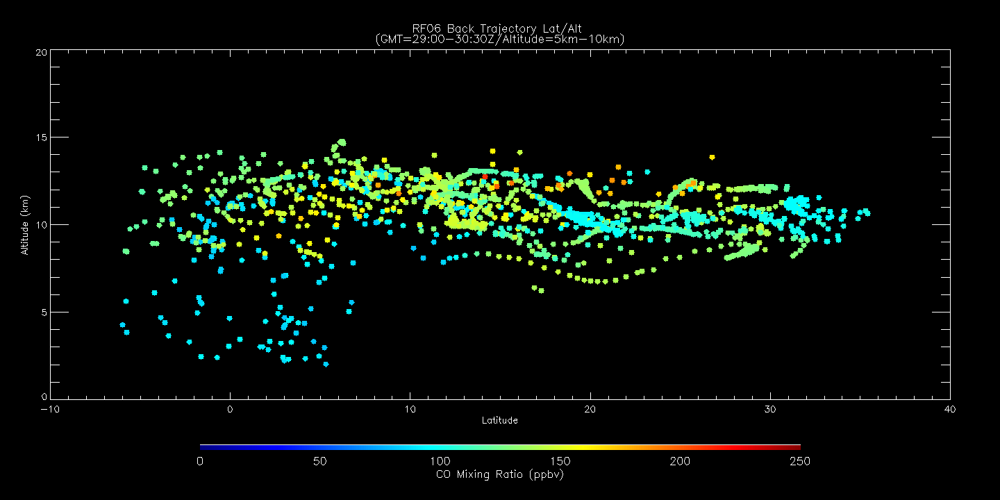 RF06 Back Trajectory Lat/Alt
(GMT=29:00-30:30Z/Altitude=5km-10km)
20
15
10
5
0
Altitude (km)
-10 0 10 20 30 40
Latitude
0 50 100 150 200 250
CO Mixing Ratio (ppbv)